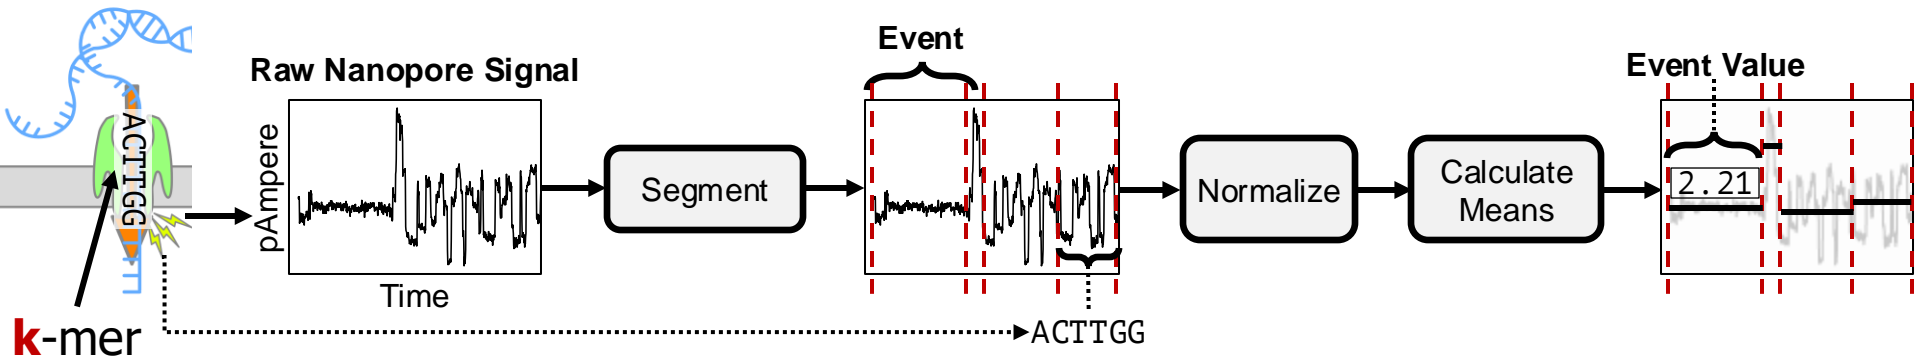 ACTTGG
k-mer
Raw Nanopore Signal
pAmpere
Time
Segment
Event
ACTTGG
Normalize
Calculate
Means
Event Value
2.21